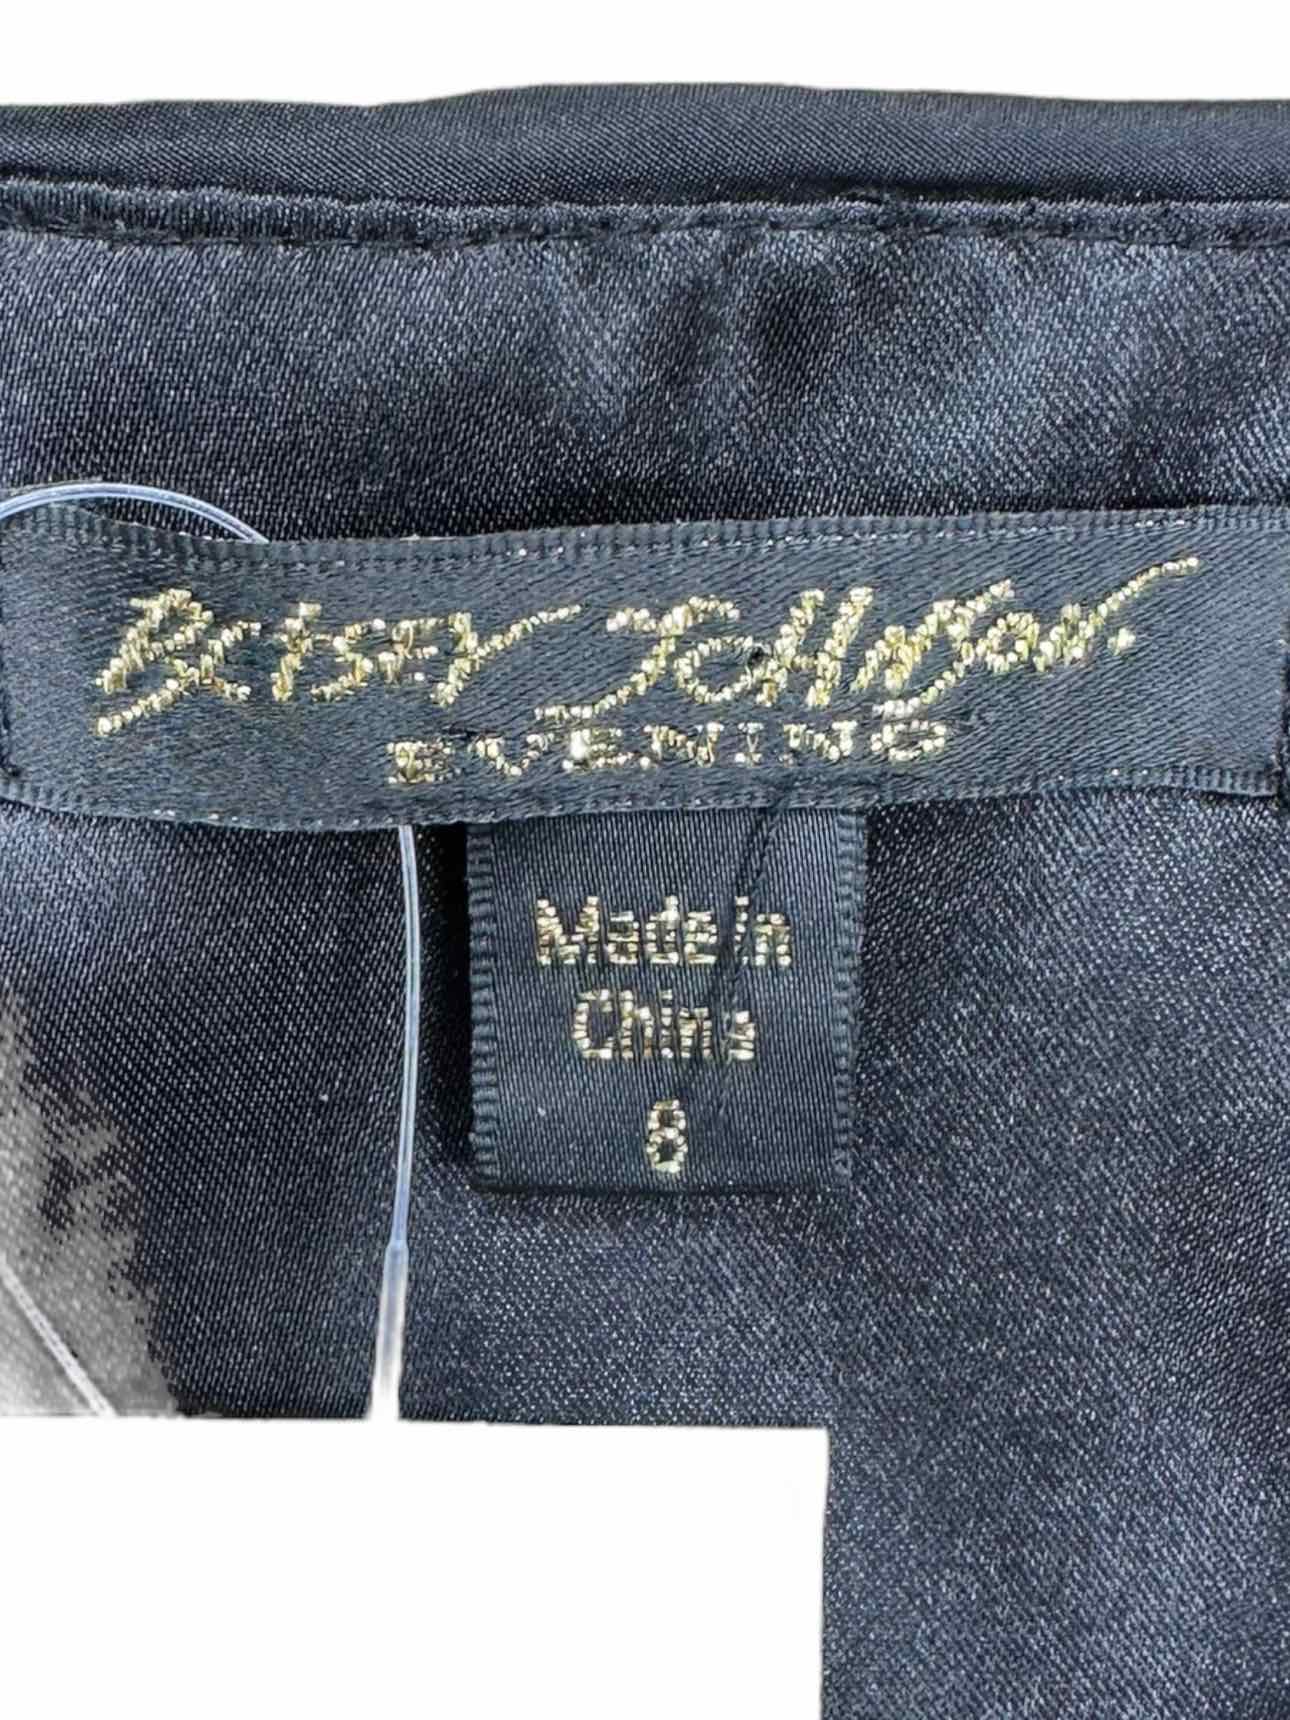 Betsey Johnson.
EVENING
Made in
China
8